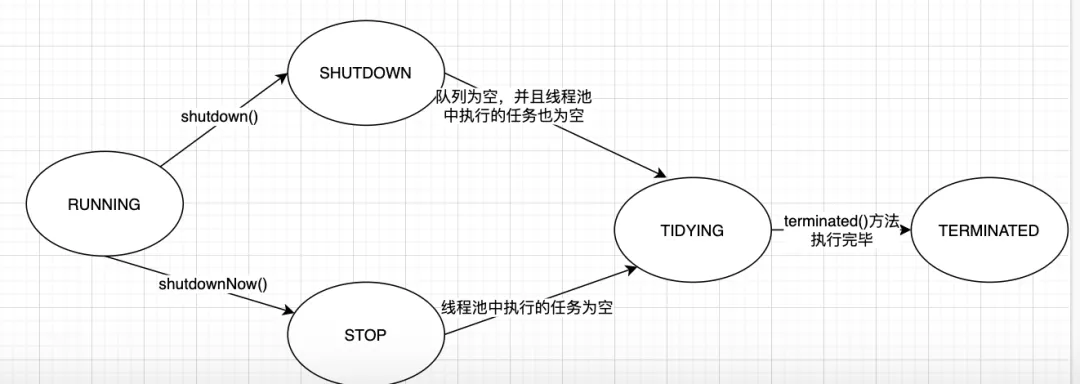 SHUTDOWN
队列为空，并且线程池
中执行的任务也为空
shutdown()
RUNNING
TIDYING
terminated()方法
执行完毕
TERMINATED
shutdownNow()
线程池中执行的任务为空
STOP